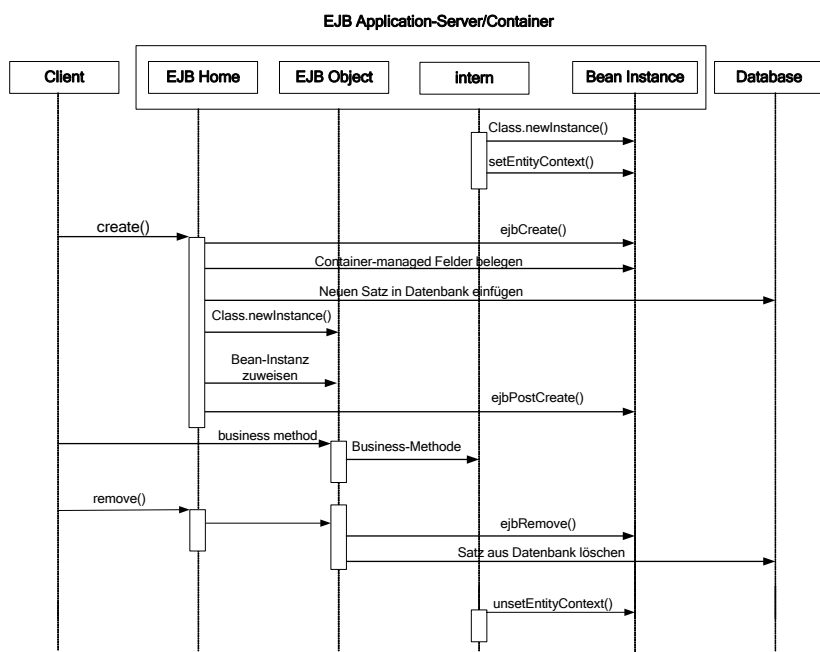 EJB Application-Server/Container
Client
EJB Home
EJB Object
intern
Bean Instance
Database
Class.newInstance()
setEntityContext()
create()
ejbCreate()
Container-managed Felder belegen
Neuen Satz in Datenbank einfügen
Class.newInstance()
Bean-Instanz
zuweisen
ejbPostCreate()
business method
Business-Methode
remove()
ejbRemove()
Satz aus Datenbank löschen
unsetEntityContext()